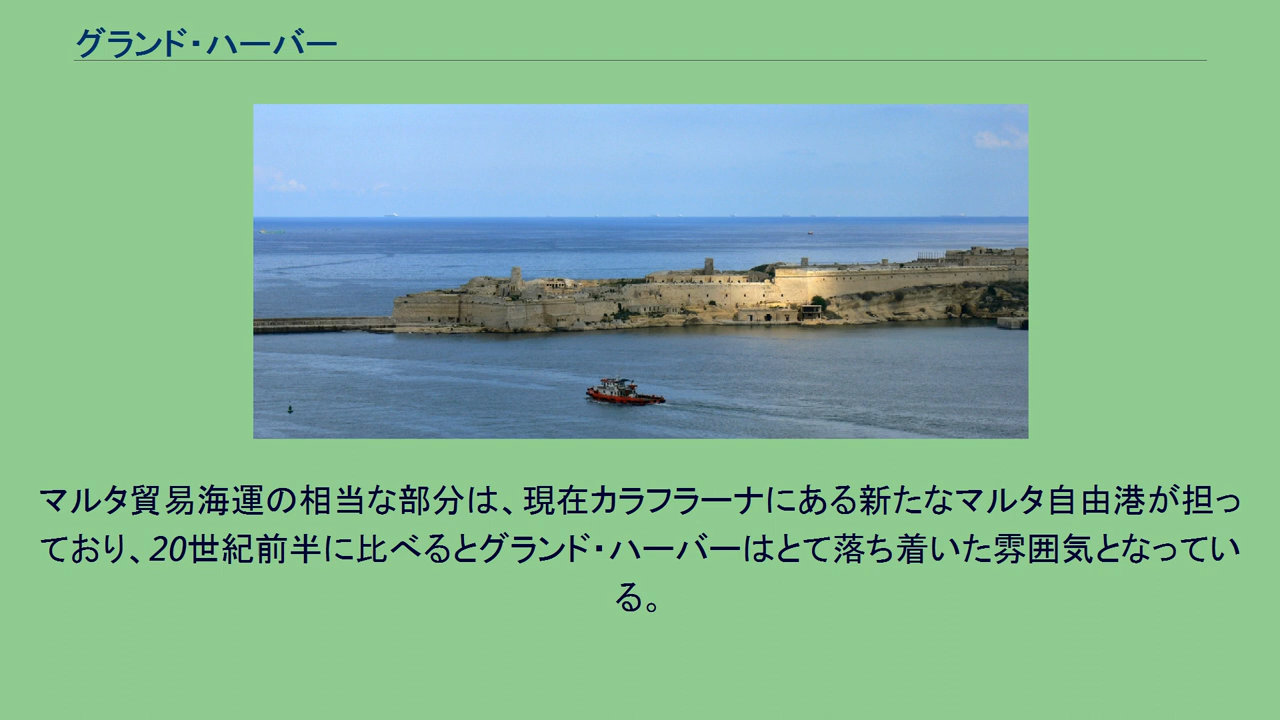 グランド・ハーバー
マルタ貿易海運の相当な部分は、現在カラフラーナにある新たなマルタ自由港が担っ
ており、20世紀前半に比べるとグランド・ハーバーはとて落ち着いた雰囲気となってい
る。